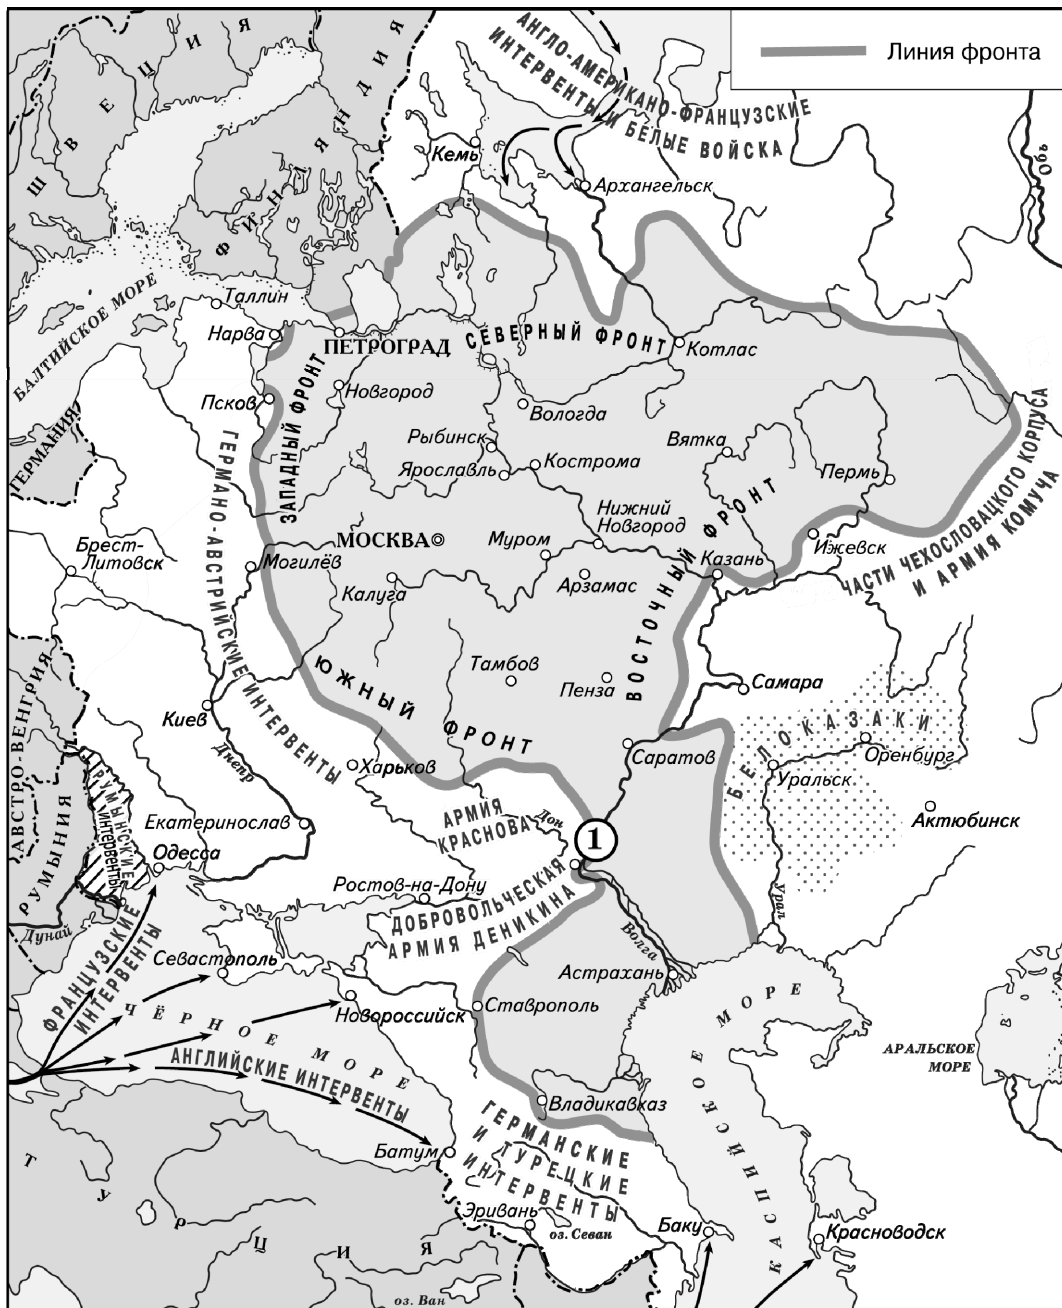 Линия фронта
АНГЛО-АМЕРИКАНО-ФРАНЦУЗСКИЕ
ИНТЕРВЕНТЫ И БЕЛЫЕ ВОЙСКА
ШВЕЦИЯ
ФИНЛЯНДИЯ
Обь
Кемь
Архангельск
БАЛТИЙСКОЕ МОРЕ
Таллин
Нарва
ПЕТРОГРАД
СЕВЕРНЫЙ ФРОНТ
Котлас
Новгород
Псков
Вологда
ЗАПАДНЫЙ ФРОНТ
ГЕРМАНИЯ
Рыбинск
Вятка
Ярославль
Кострома
Пермь
ЧАСТИ ЧЕХОСЛОВАЦКОГО КОРПУСА
И АРМИЯ КОМУЧА
ГЕРМАНО-АВСТРИЙСКИЕ ИНТЕРВЕНТЫ
Нижний
Новгород
МОСКВА
Муром
Ижевск
Брест-
Литовск
Могилёв
Казань
Калуга
Арзамас
ВОСТОЧНЫЙ ФРОНТ
Тамбов
Пенза
Самара
ЮЖНЫЙ ФРОНТ
АВСТРО-ВЕНГРИЯ
Киев
Днепр
БЕЛОКАЗАКИ
Оренбург
Саратов
Уральск
Харьков
Актюбинск
РУМЫНИЯ
РУМЫНСКИЕ
ИНТЕРВЕНТЫ
Екатеринослав
АРМИЯ
КРАСНОВА
Дон
1
Одесса
Ростов-на-Дону
ДОБРОВОЛЬЧЕСКАЯ
АРМИЯ ДЕНИКИНА
Урал
Дунай
Волга
ФРАНЦУЗСКИЕ
ИНТЕРВЕНТЫ
Севастополь
Астрахань
Новороссийск
Ставрополь
ЧЁРНОЕ МОРЕ
АНГЛИЙСКИЕ ИНТЕРВЕНТЫ
АРАЛЬСКОЕ
МОРЕ
КАСПИЙСКОЕ МОРЕ
Владикавказ
ГЕРМАНСКИЕ
И ТУРЕЦКИЕ
ИНТЕРВЕНТЫ
Батум
ТУРЦИЯ
Эривань
оз. Севан
Баку
Красноводск
оз. Ван